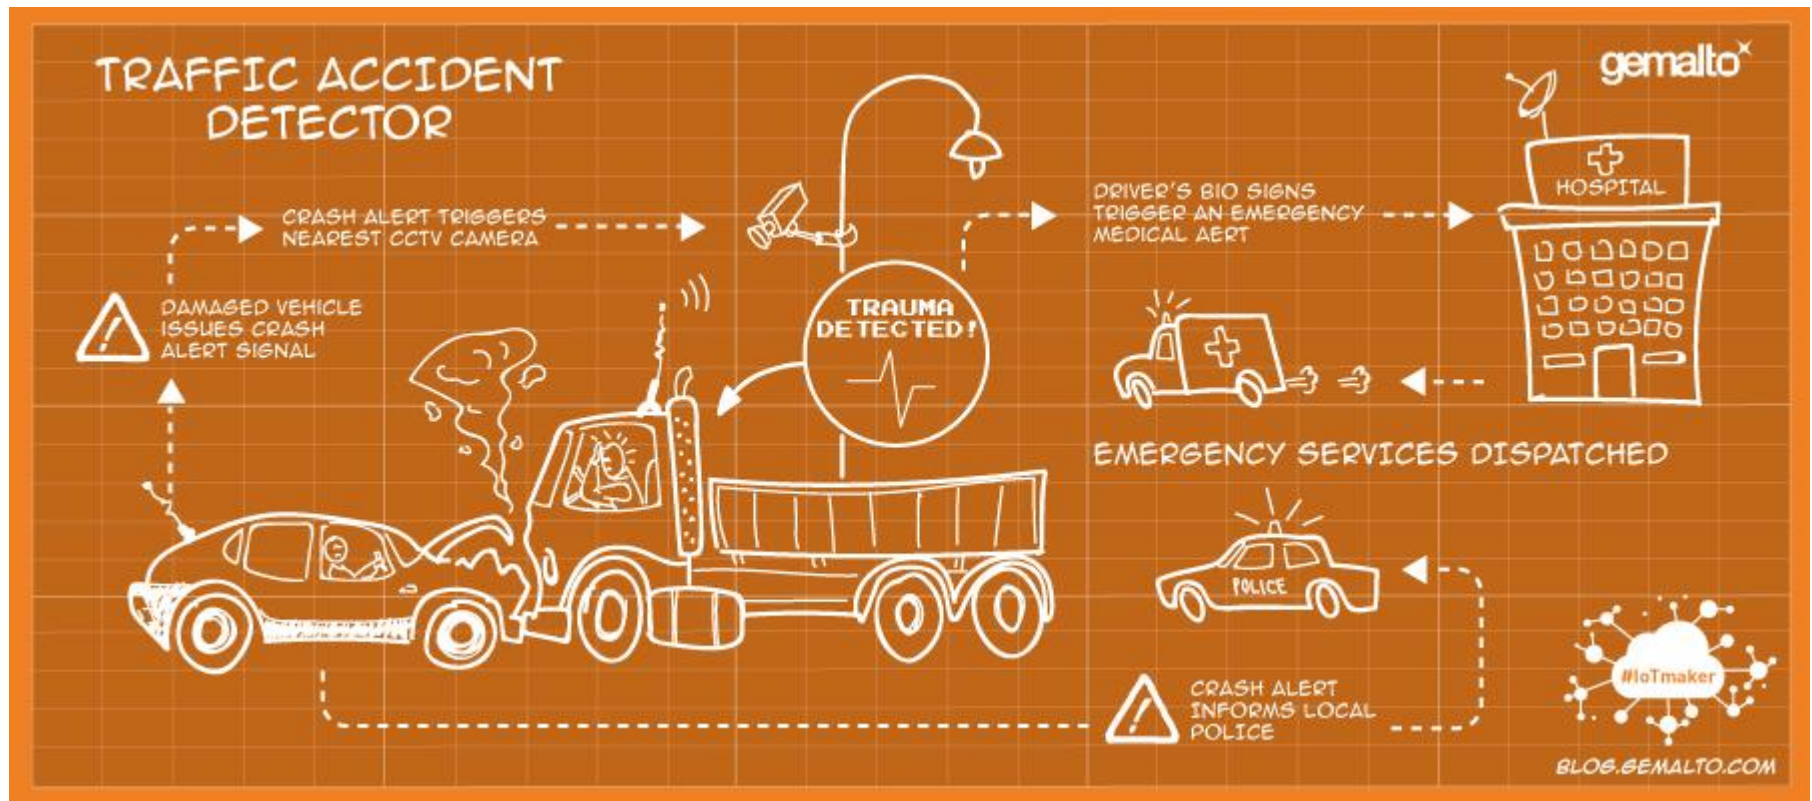 TRAFFIC ACCIDENT
DETECTOR
gemalto
HOSPITAL
CRASH ALERT TRIGGERS
NEAREST CCTV CAMERA
DRIVER'S BIO SIGNS
TRIGGER AN EMERGENCY
MEDICAL AERT
DAMAGED VEHICLE
ISSUES CRASH
ALERT SIGNAL
TRAUMA
DETECTED!
EMERGENCY SERVICES DISPATCHED
POLICE
CRASH ALERT
INFORMS LOCAL
POLICE
#IoTmaker
BLOG.GEMALTO.COM